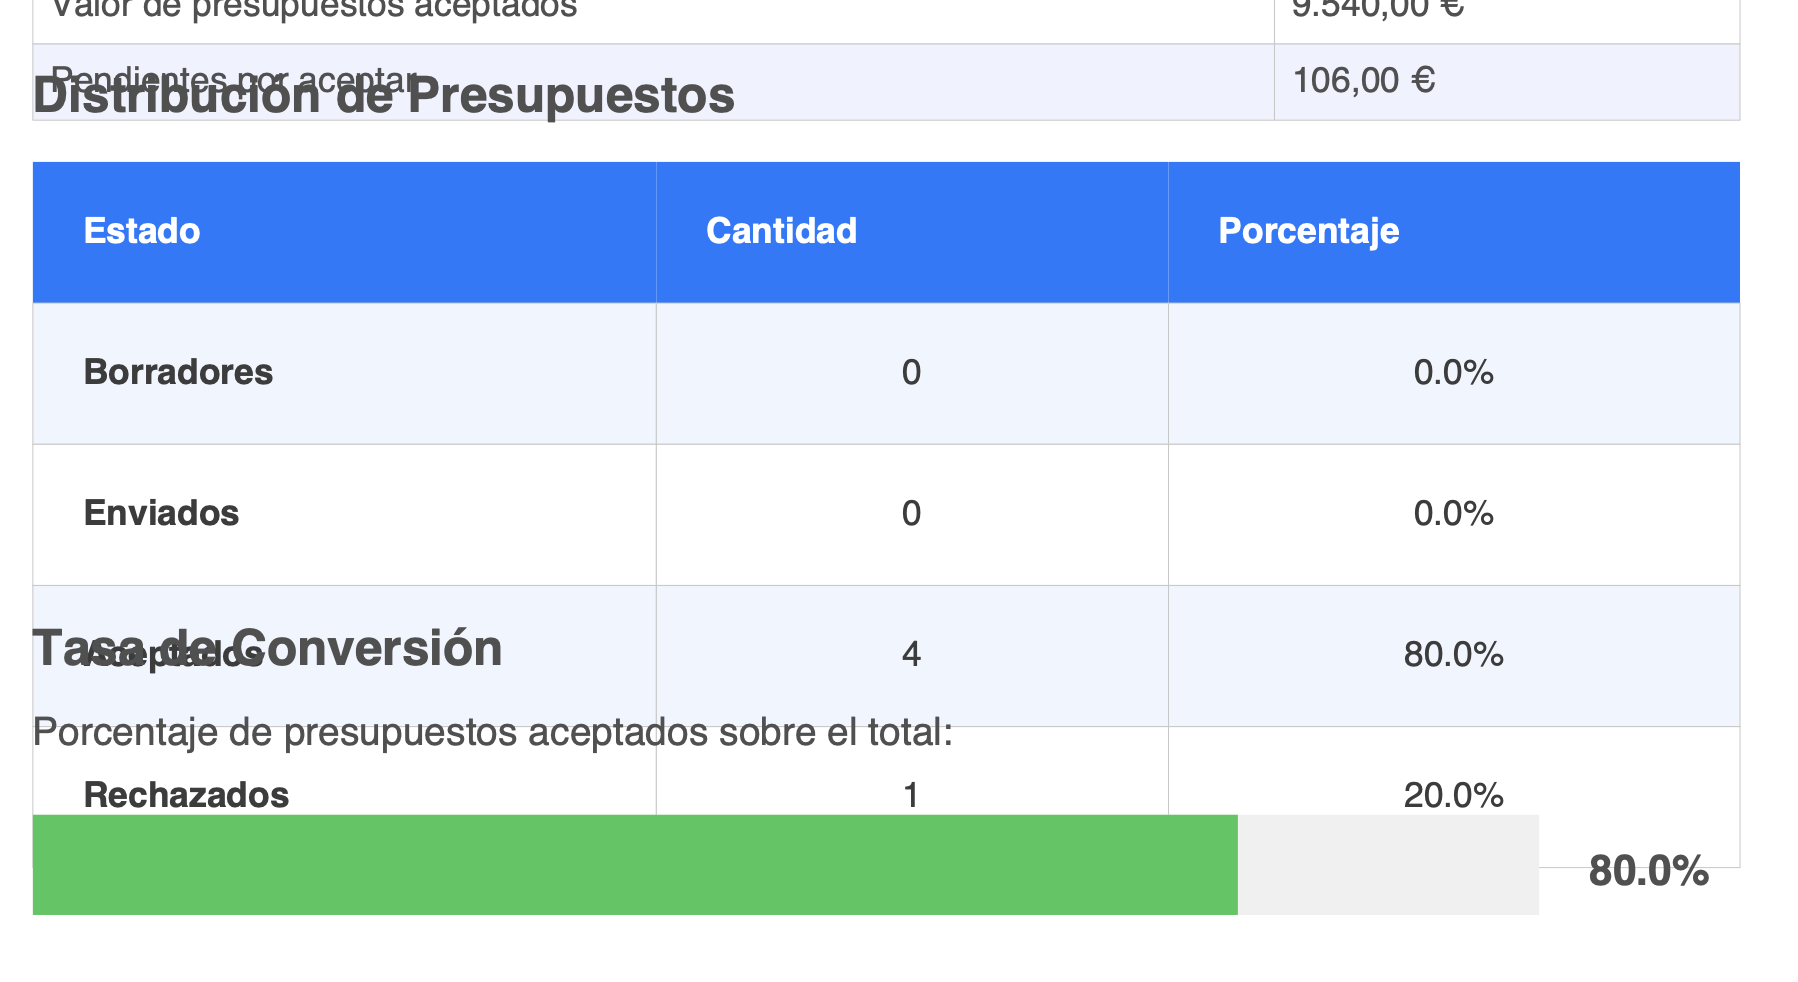 Valor de presupuestos aceptados 9.540,00 €
Pendientes por aceptar 106,00 €
Distribución de Presupuestos
Estado Cantidad Porcentaje
Borradores 0 0.0%
Enviados 0 0.0%
Tasa de Conversión
Aceptados 4 80.0%
Porcentaje de presupuestos aceptados sobre el total:
Rechazados 1 20.0%
80.0%